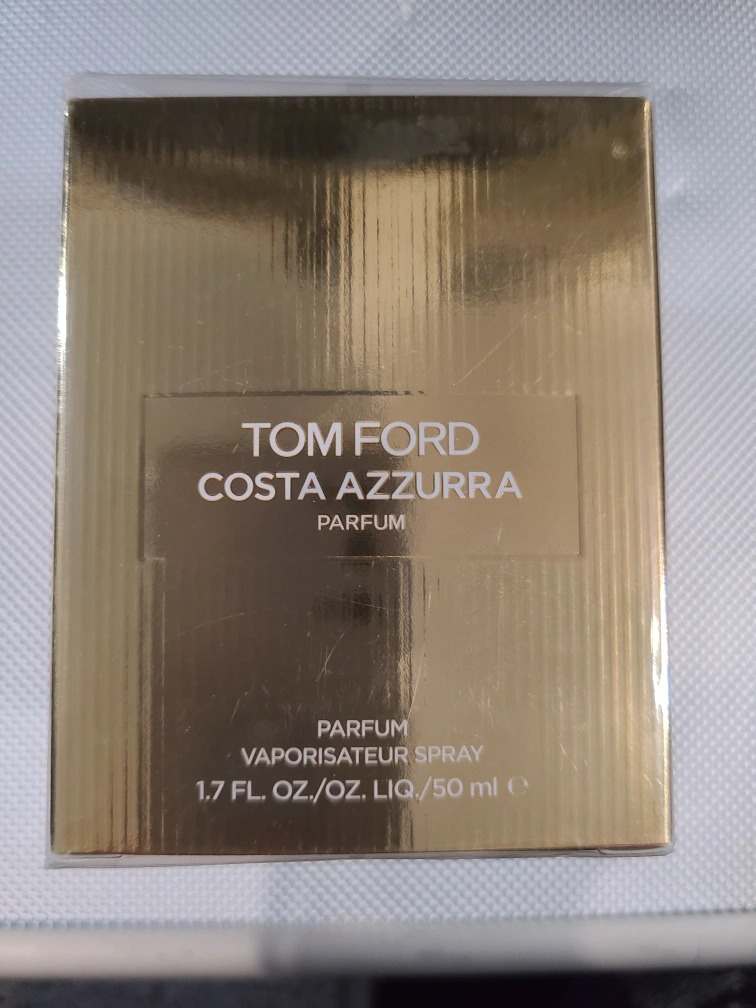 TOM FORD
COSTA AZZURRA
PARFUM
PARFUM
VAPORISATEUR SPRAY
1.7 FL. OZ./OZ. LIQ./50 ml ℮